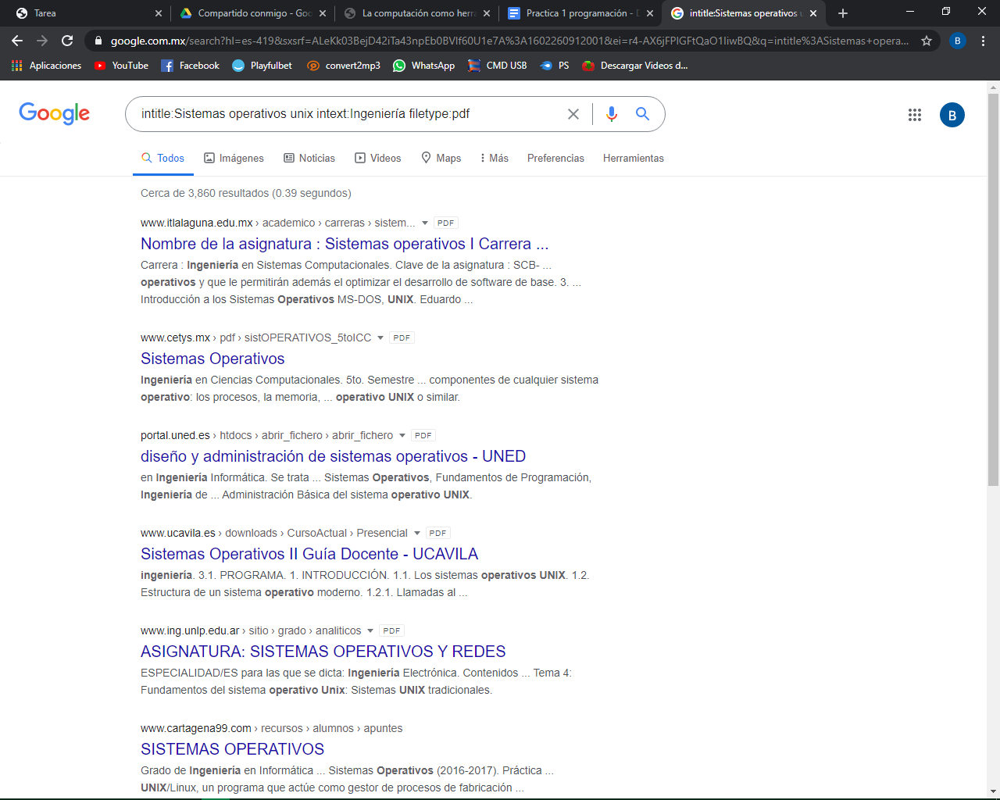 Tarea
Compartido conmigo - Goo
La computación como herra
Practica 1 programación - D
intitle:Sistemas operativos u
google.com.mx/search?hl=es-419&sxsrf=ALeKk03BejD42iTa43npEb0BVlf60U1e7A%3A1602260912001&ei=r4-AX6jFPIGFtQaO1IiwBQ&q=intitle%3ASistemas+opera...
B
Aplicaciones
YouTube
Facebook
Playfulbet
convert2mp3
WhatsApp
CMD USB
PS
Descargar Videos d...
Google
intitle:Sistemas operativos unix intext:Ingeniería filetype:pdf
B
Todos
Imágenes
Noticias
Videos
Maps
Más
Preferencias
Herramientas
Cerca de 3,860 resultados (0.39 segundos)
www.itlalaguna.edu.mx › academico › carreras › sistem... PDF
Nombre de la asignatura : Sistemas operativos I Carrera ...
Carrera : Ingeniería en Sistemas Computacionales. Clave de la asignatura : SCB- ...
operativos y que le permitirán además el optimizar el desarrollo de software de base. 3. ...
Introducción a los Sistemas Operativos MS-DOS, UNIX. Eduardo ...
www.cetys.mx › pdf › sistOPERATIVOS_5toICC PDF
Sistemas Operativos
Ingeniería en Ciencias Computacionales. 5to. Semestre ... componentes de cualquier sistema
operativo: los procesos, la memoria, ... operativo UNIX o similar.
portal.uned.es › htdocs › abrir_fichero › abrir_fichero PDF
diseño y administración de sistemas operativos - UNED
en Ingeniería Informática. Se trata ... Sistemas Operativos, Fundamentos de Programación,
Ingeniería de ... Administración Básica del sistema operativo UNIX.
www.ucavila.es › downloads › CursoActual › Presencial PDF
Sistemas Operativos II Guía Docente - UCAVILA
ingeniería. 3.1. PROGRAMA. 1. INTRODUCCIÓN. 1.1. Los sistemas operativos UNIX. 1.2.
Estructura de un sistema operativo moderno. 1.2.1. Llamadas al ...
www.ing.unlp.edu.ar › sitio › grado › analiticos PDF
ASIGNATURA: SISTEMAS OPERATIVOS Y REDES
ESPECIALIDAD/ES para las que se dicta: Ingeniería Electrónica. Contenidos ... Tema 4:
Fundamentos del sistema operativo Unix: Sistemas UNIX tradicionales.
www.cartagena99.com › recursos › alumnos › apuntes
SISTEMAS OPERATIVOS
Grado de Ingeniería en Informática ... Sistemas Operativos (2016-2017). Práctica ...
UNIX/Linux, un programa que actúe como gestor de procesos de fabricación ...